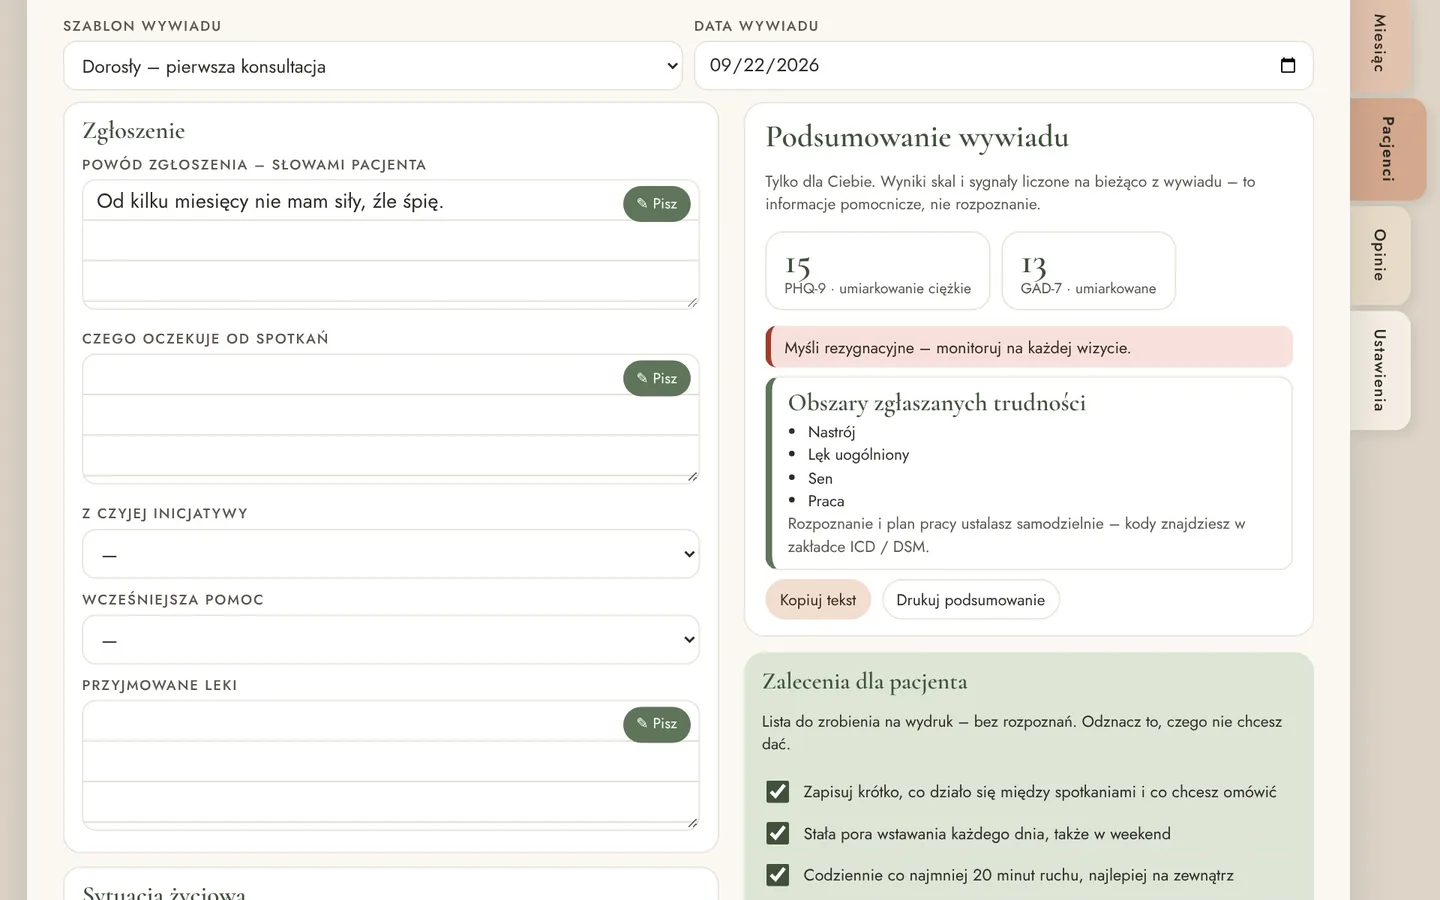 SZABLON WYWIADU
Dorosły – pierwsza konsultacja
DATA WYWIADU
09/22/2026
Zgłoszenie
POWÓD ZGŁOSZENIA – SŁOWAMI PACJENTA
Od kilku miesięcy nie mam siły, źle śpię.
✎ Pisz
CZEGO OCZEKUJE OD SPOTKAŃ
✎ Pisz
Z CZYJEJ INICJATYWY
—
WCZEŚNIEJSZA POMOC
—
PRZYJMOWANE LEKI
✎ Pisz
Sytuacja życiowa
Podsumowanie wywiadu
Tylko dla Ciebie. Wyniki skal i sygnały liczone na bieżąco z wywiadu – to
informacje pomocnicze, nie rozpoznanie.
15
PHQ-9 · umiarkowanie ciężkie
13
GAD-7 · umiarkowane
Myśli rezygnacyjne – monitoruj na każdej wizycie.
Obszary zgłaszanych trudności
• Nastrój
• Lęk uogólniony
• Sen
• Praca
Rozpoznanie i plan pracy ustalasz samodzielnie – kody znajdziesz w
zakładce ICD / DSM.
Kopiuj tekst
Drukuj podsumowanie
Zalecenia dla pacjenta
Lista do zrobienia na wydruk – bez rozpoznań. Odznacz to, czego nie chcesz
dać.
Zapisuj krótko, co działo się między spotkaniami i co chcesz omówić
Stała pora wstawania każdego dnia, także w weekend
Codziennie co najmniej 20 minut ruchu, najlepiej na zewnątrz
Miesiąc
Pacjenci
Opinie
Ustawienia